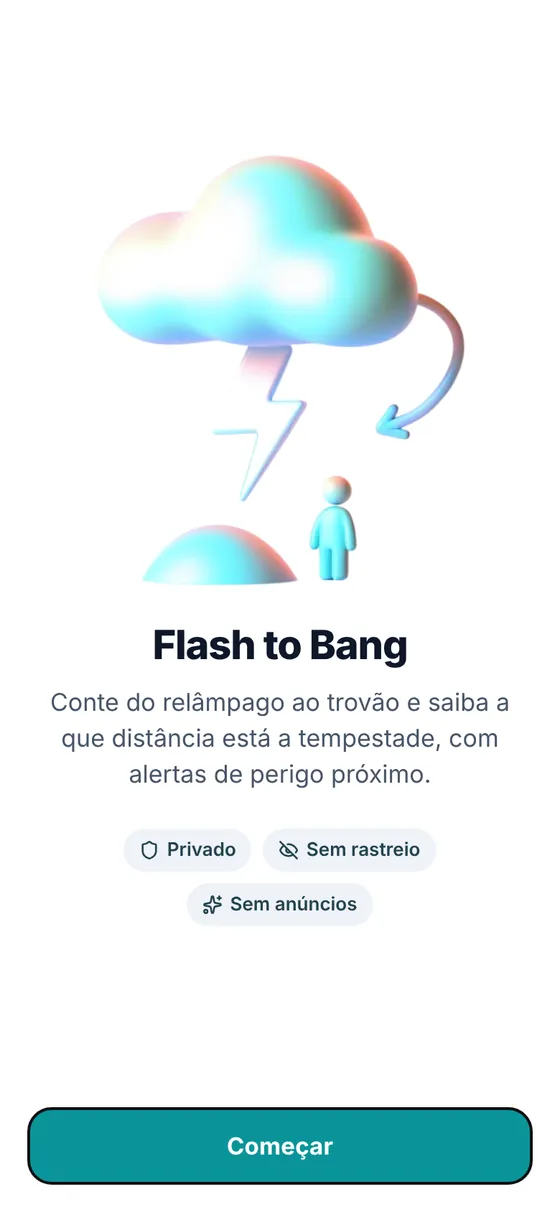 Flash to Bang
Conte do relâmpago ao trovão e saiba a
que distância está a tempestade, com
alertas de perigo próximo.
Privado
Sem rastreio
Sem anúncios
Começar